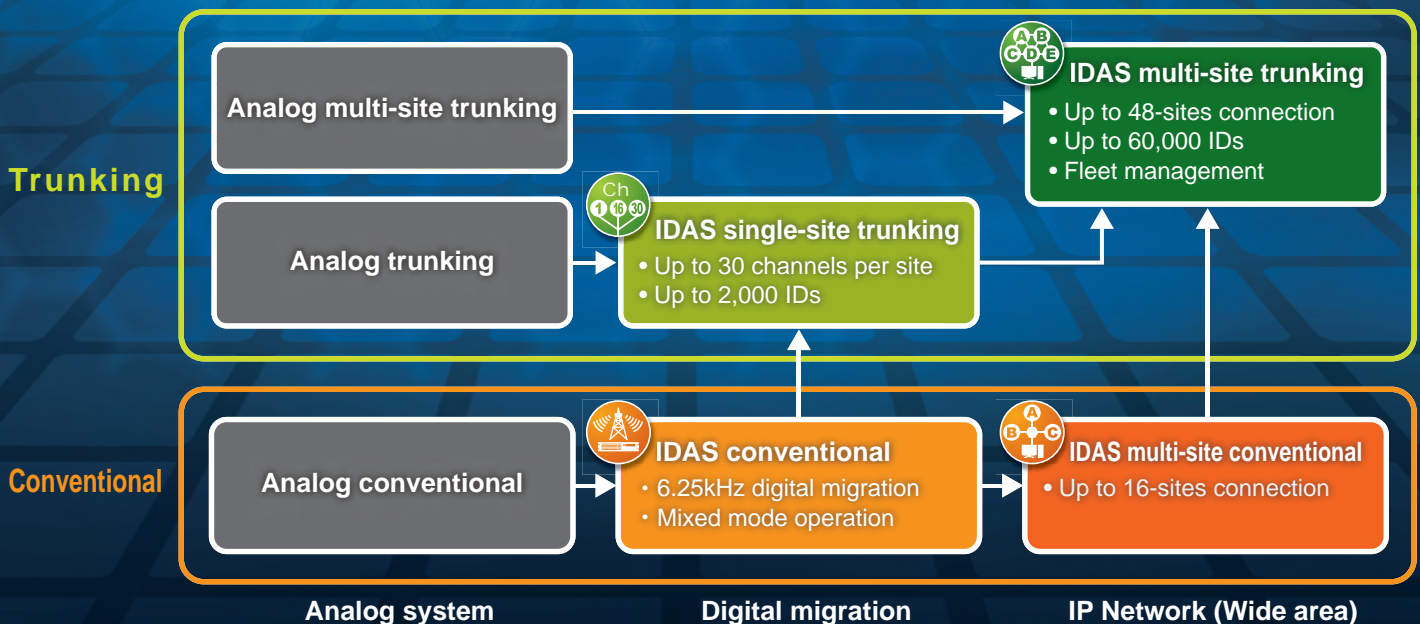 Trunking
Analog multi-site trunking
A B
C D E
IDAS multi-site trunking
• Up to 48-sites connection
• Up to 60,000 IDs
• Fleet management
Analog trunking
Ch
1 16 30
IDAS single-site trunking
• Up to 30 channels per site
• Up to 2,000 IDs
Conventional
Analog conventional
IDAS conventional
・6.25kHz digital migration
・Mixed mode operation
A
B C
IDAS multi-site conventional
• Up to 16-sites connection
Analog system
Digital migration
IP Network (Wide area)